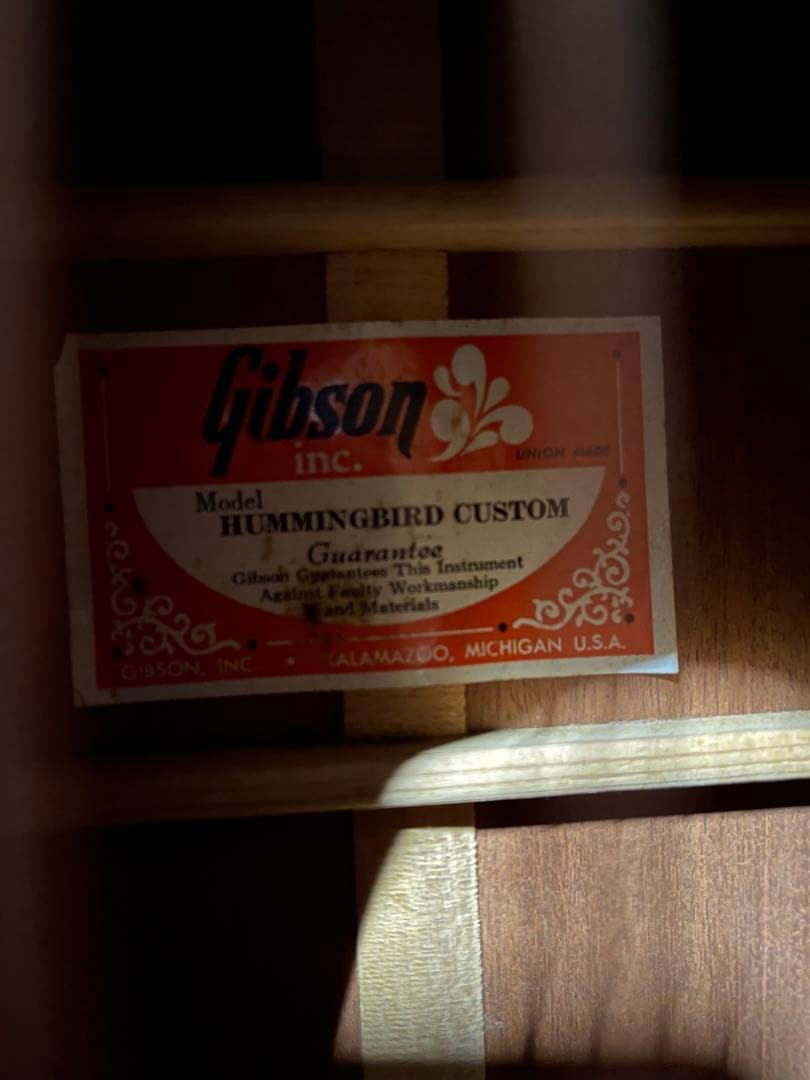 Gibson
inc.
UNION MADE
Model
HUMMINGBIRD CUSTOM
Guarantee
Gibson Guarantees This Instrument
Against Faulty Workmanship
and Materials
GIBSON, INC. • KALAMAZOO, MICHIGAN U.S.A.